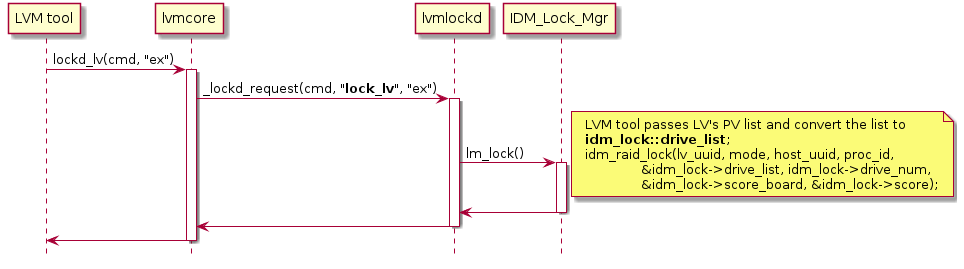 LVM tool
lvmcore
lvmlockd
IDM_Lock_Mgr
lockd_lv(cmd, "ex")
_lockd_request(cmd, "lock_lv", "ex")
lm_lock()
LVM tool passes LV's PV list and convert the list to
idm_lock::drive_list;
idm_raid_lock(lv_uuid, mode, host_uuid, proc_id,
&idm_lock->drive_list, idm_lock->drive_num,
&idm_lock->score_board, &idm_lock->score);